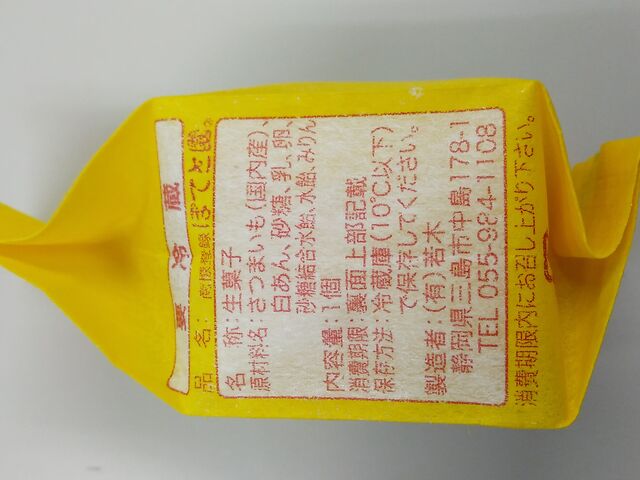 要冷蔵
品名:商標登録 ぽてと
名称:生菓子
原材料名 さつまいも(国内産)、
白あん、砂糖、乳、卵、
砂糖結合水飴、水飴、みりん
内容量:1個
消費期限 裏面上部記載
保存方法 冷蔵庫(10℃以下)
で保存してください。
製造者:(有)若木
静岡県三島市中島178-1
TEL 055-984-1108
消費期限内にお召し上がり下さい。